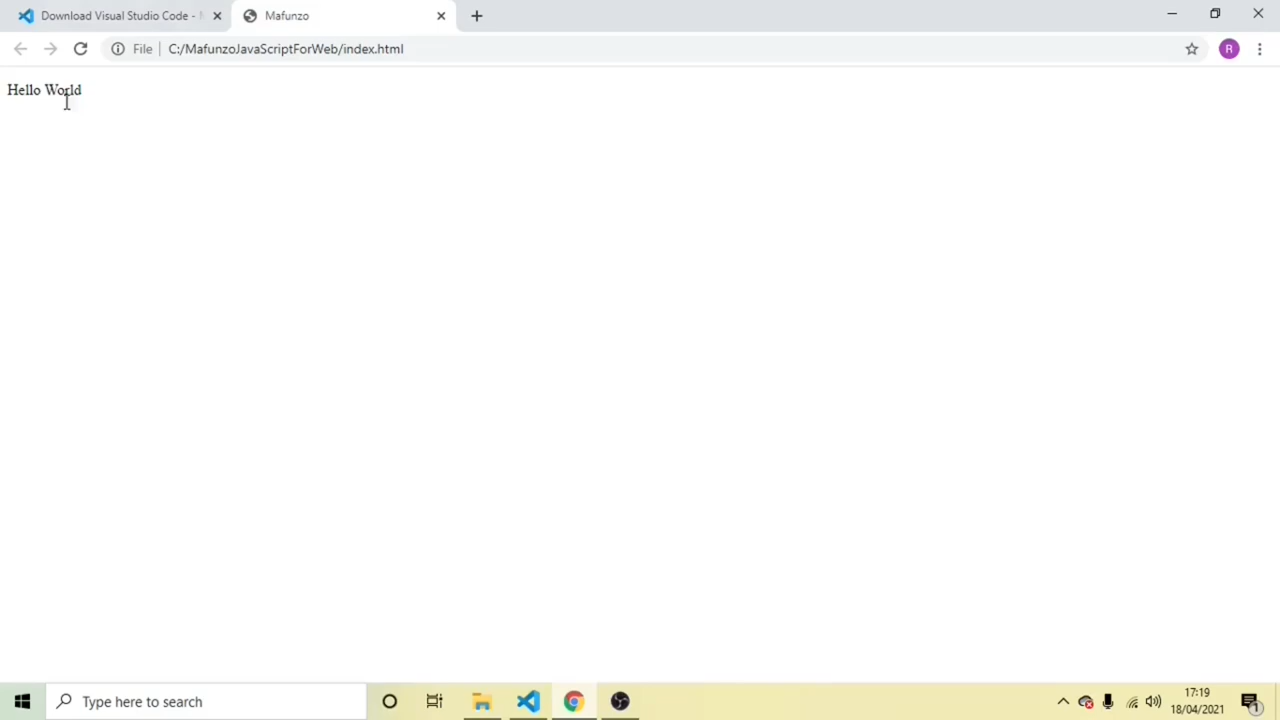 Download Visual Studio Code -
Mafunzo
File
C:/MafunzoJavaScriptForWeb/index.html
R
Hello World
Type here to search
17:19
18/04/2021
1